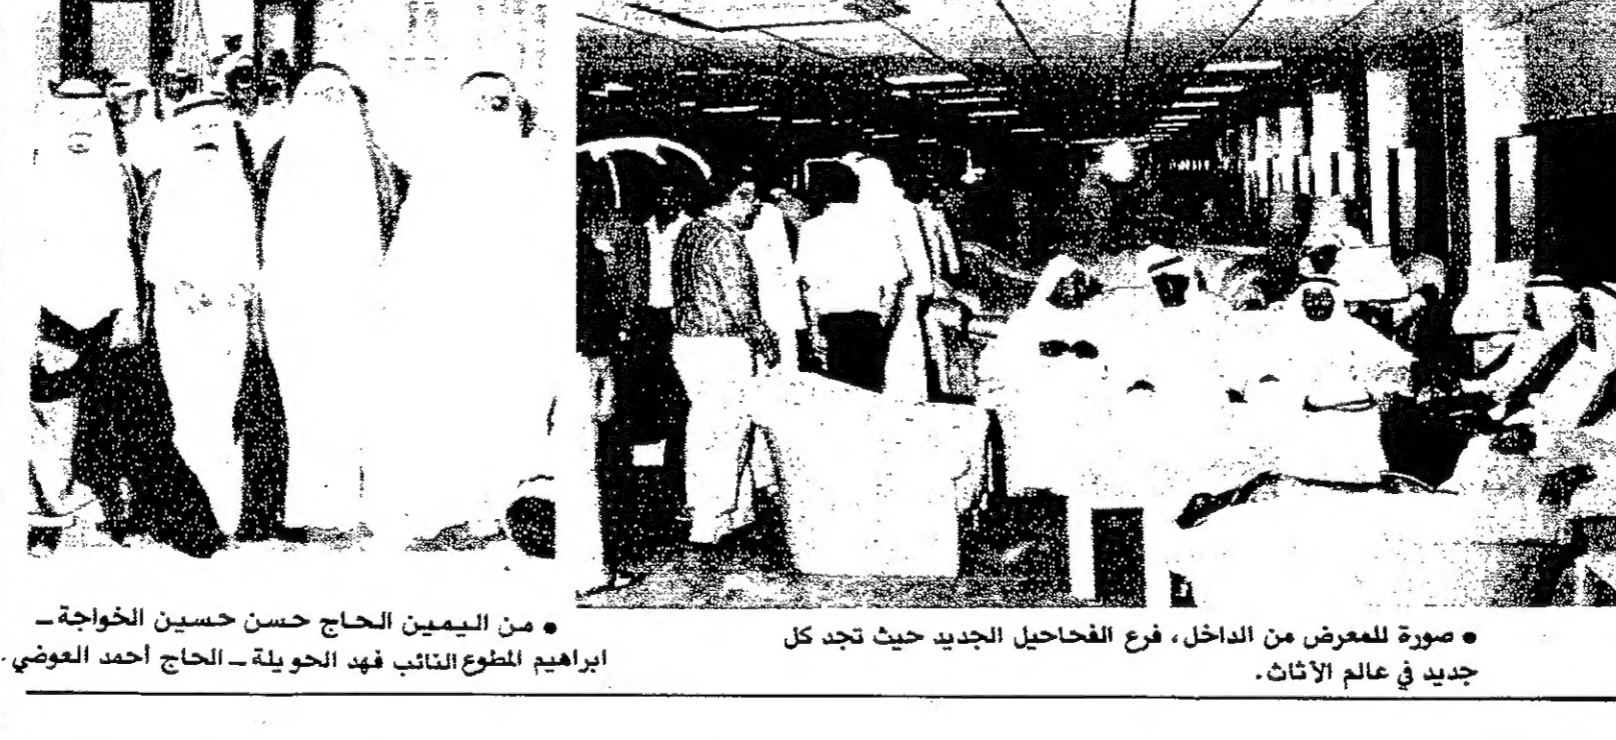 ● صورة للمعرض من الداخل، فرع الفحاحيل الجديد حيث تجد كل
جديد في عالم الأثاث.
● من اليمين الحاج حسن حسين الخواجة ـ
ابراهيم المطوع النائب فهد الحويلة ـ الحاج أحمد العوضي.